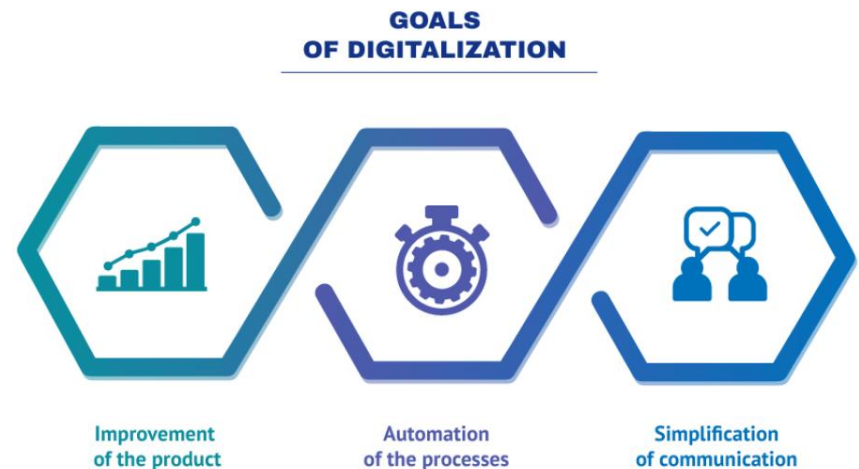 GOALS
OF DIGITALIZATION
Improvement
of the product
Automation
of the processes
Simplification
of communication